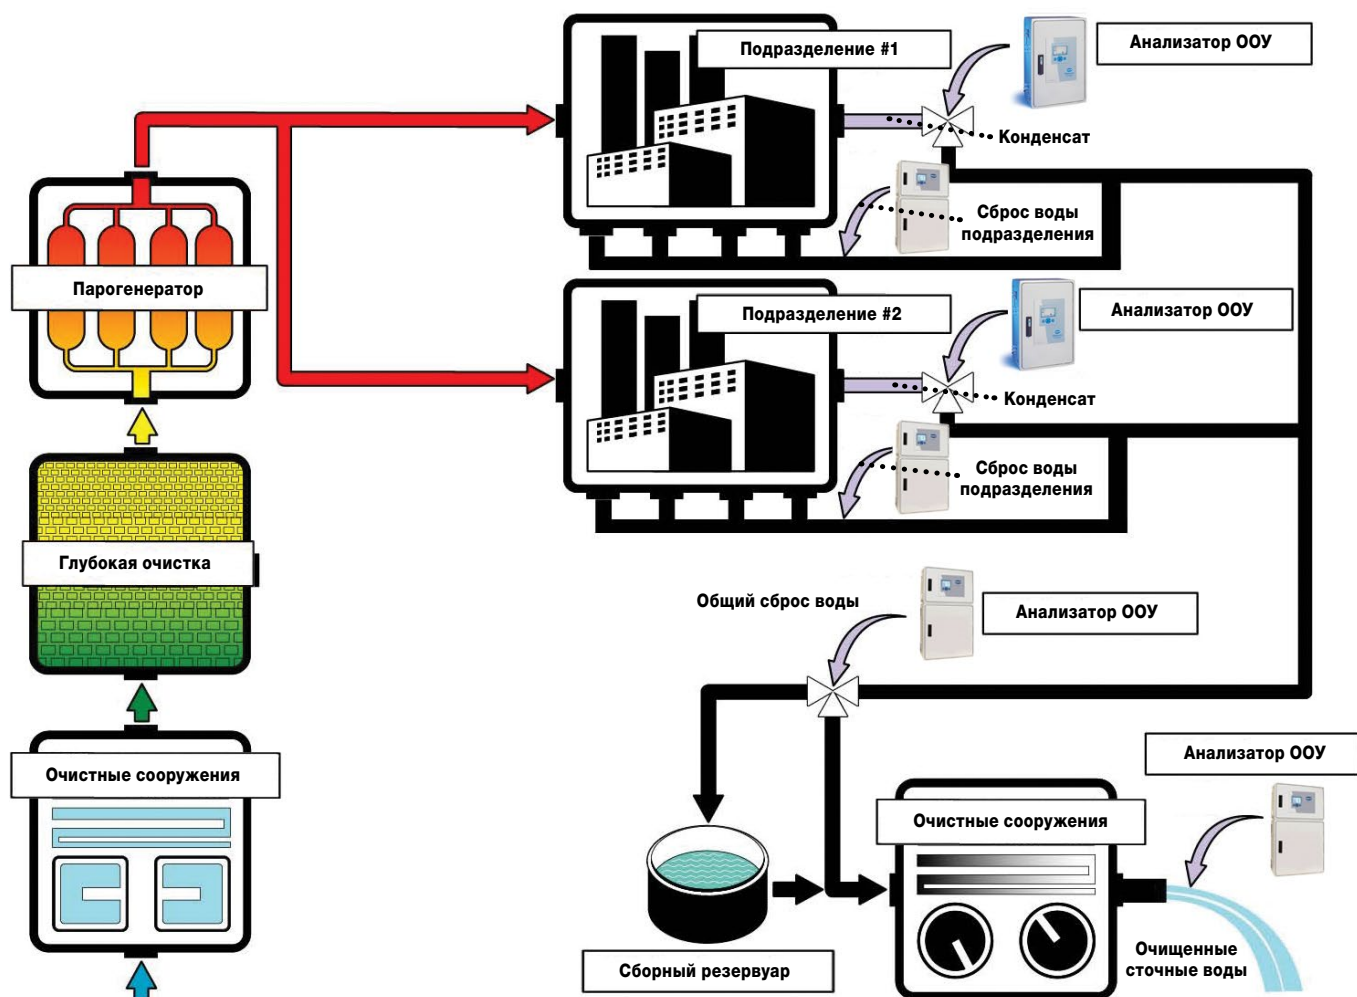 Подразделение #1
Анализатор ООУ
Конденсат
Сброс воды
подразделения
Парогенератор
Подразделение #2
Анализатор ООУ
Конденсат
Сброс воды
подразделения
Глубокая очистка
Общий сброс воды
Анализатор ООУ
Очистные сооружения
Анализатор ООУ
Очистные сооружения
Сборный резервуар
Очищенные
сточные воды